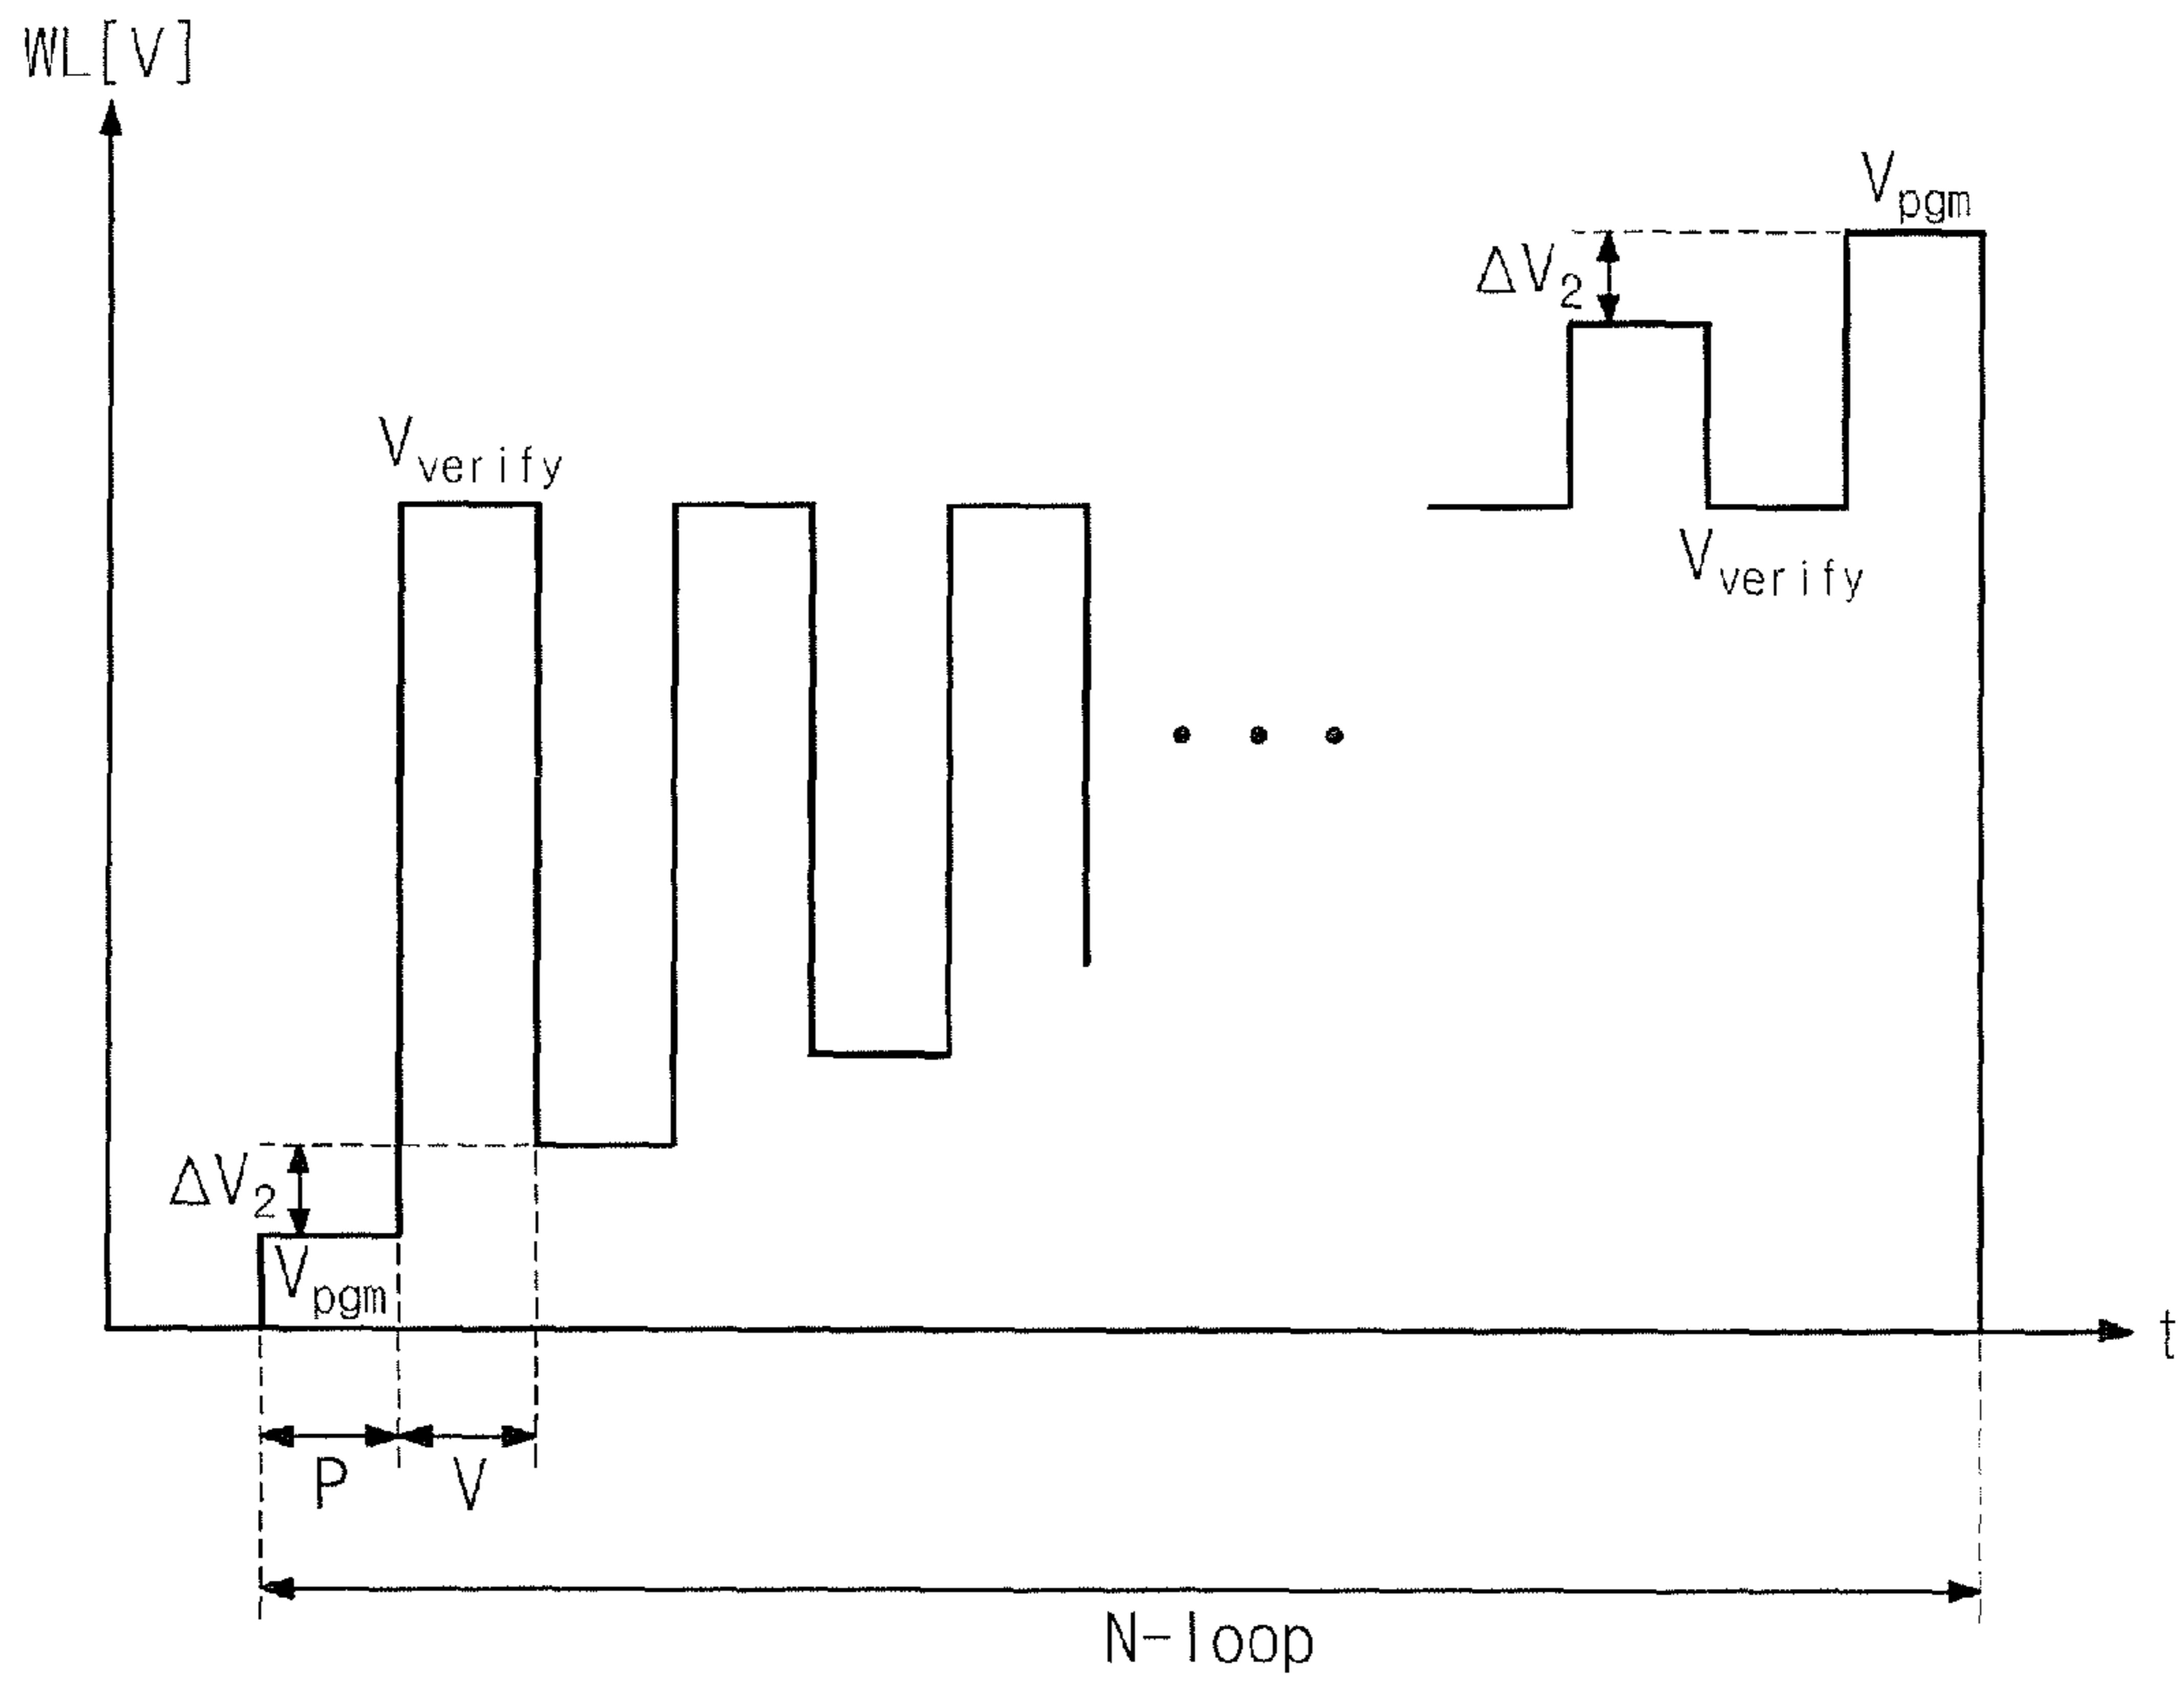 WL[V]
Vpgm
ΔV2
Vverify
Vverify
ΔV2
Vpgm
t
P
V
N-loop